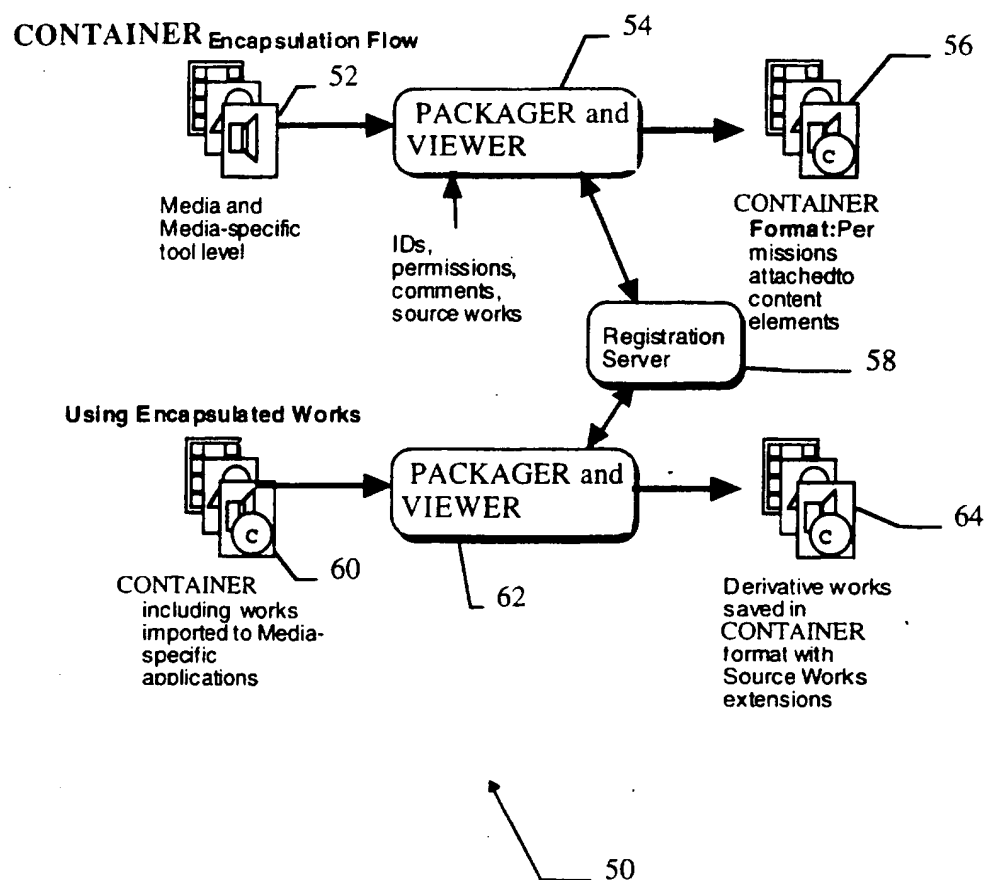 CONTAINER Encapsulation Flow
52
54
56
PACKAGER and
VIEWER
C
Media and
Media-specific
tool level
IDs,
permissions,
comments,
source works
CONTAINER
Format:Per
missions
attachedto
content
elements
Registration
Server
58
Using Encapsulated Works
PACKAGER and
VIEWER
C
C
60
62
64
CONTAINER
including works
imported to Media-
specific
applications
Derivative works
saved in
CONTAINER
format with
Source Works
extensions
50